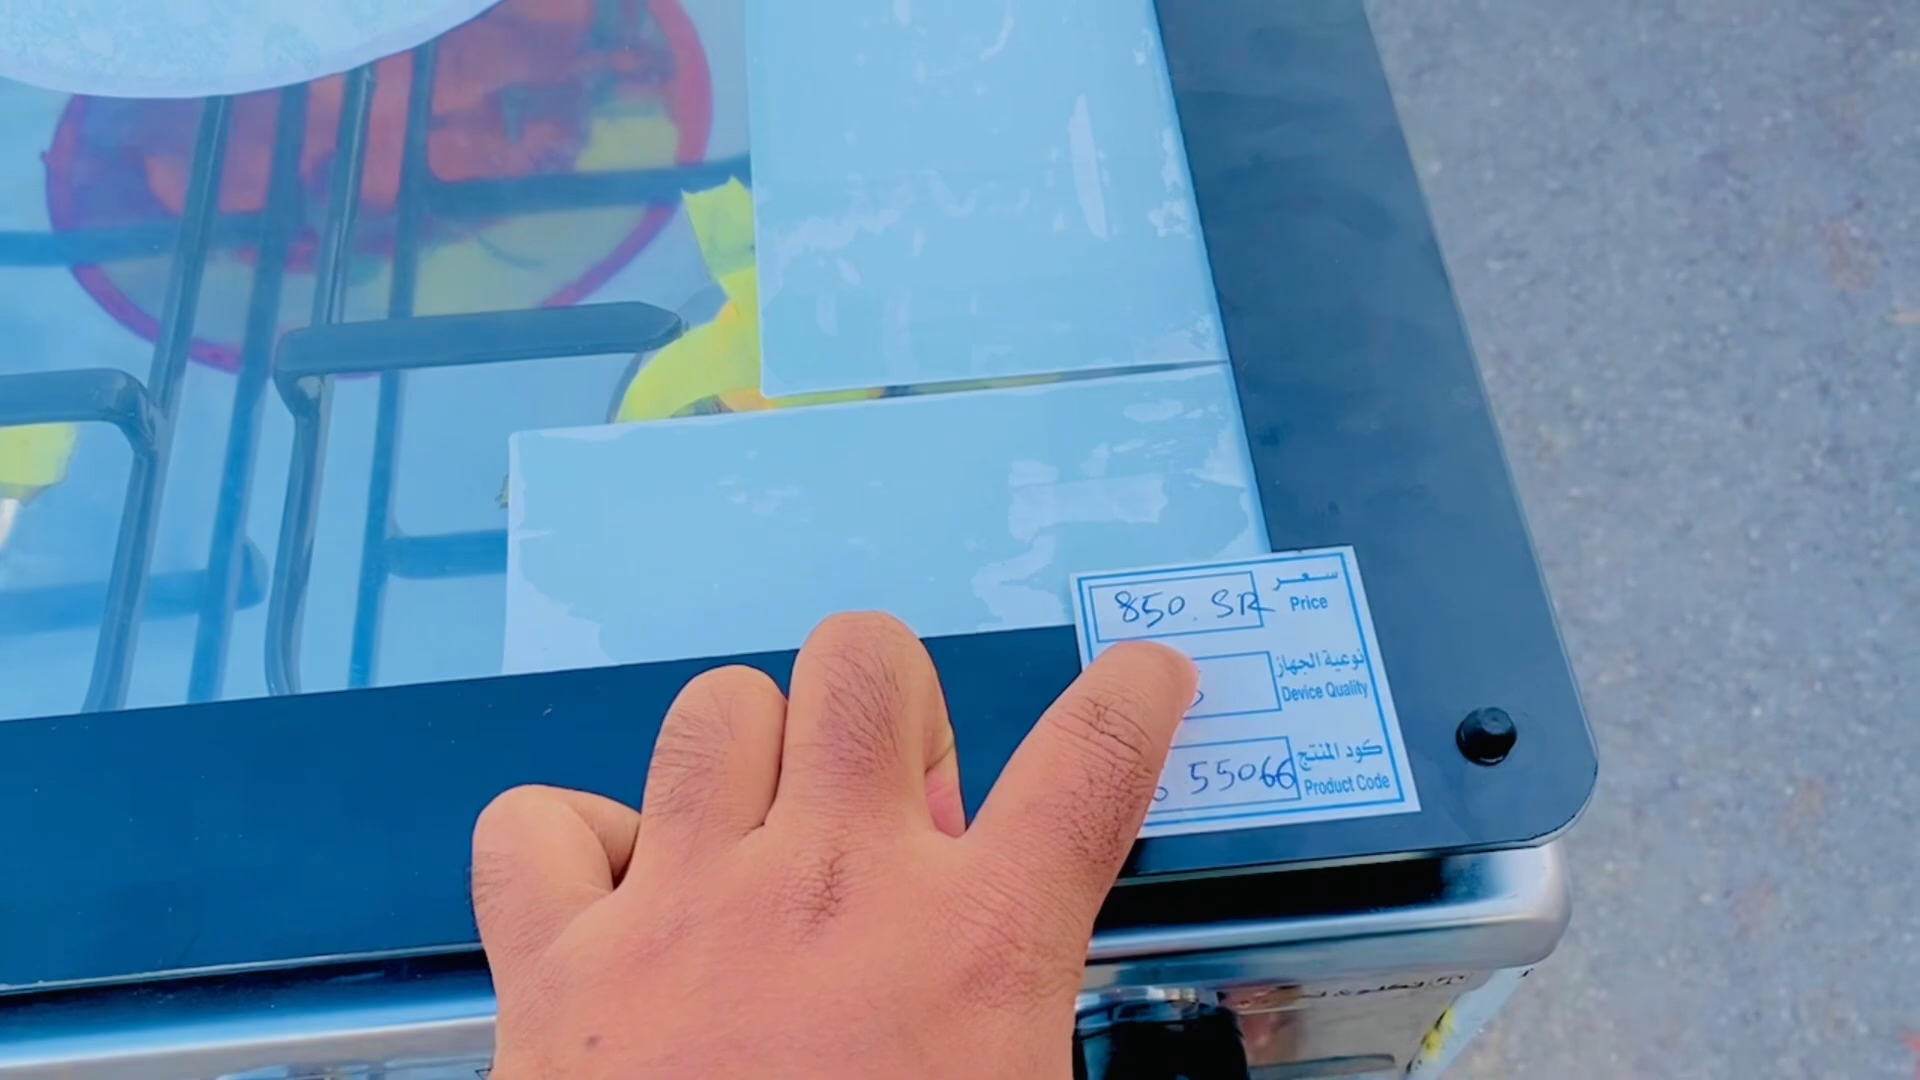 850 SR سعر
Price
نوعية الجهاز
Device Quality
55066 كود المنتج
Product Code